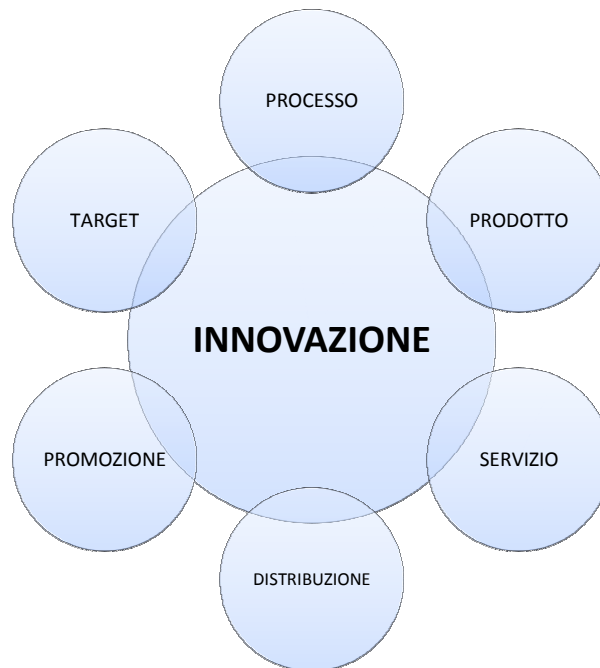 PROCESSO
TARGET
PRODOTTO
INNOVAZIONE
PROMOZIONE
SERVIZIO
DISTRIBUZIONE